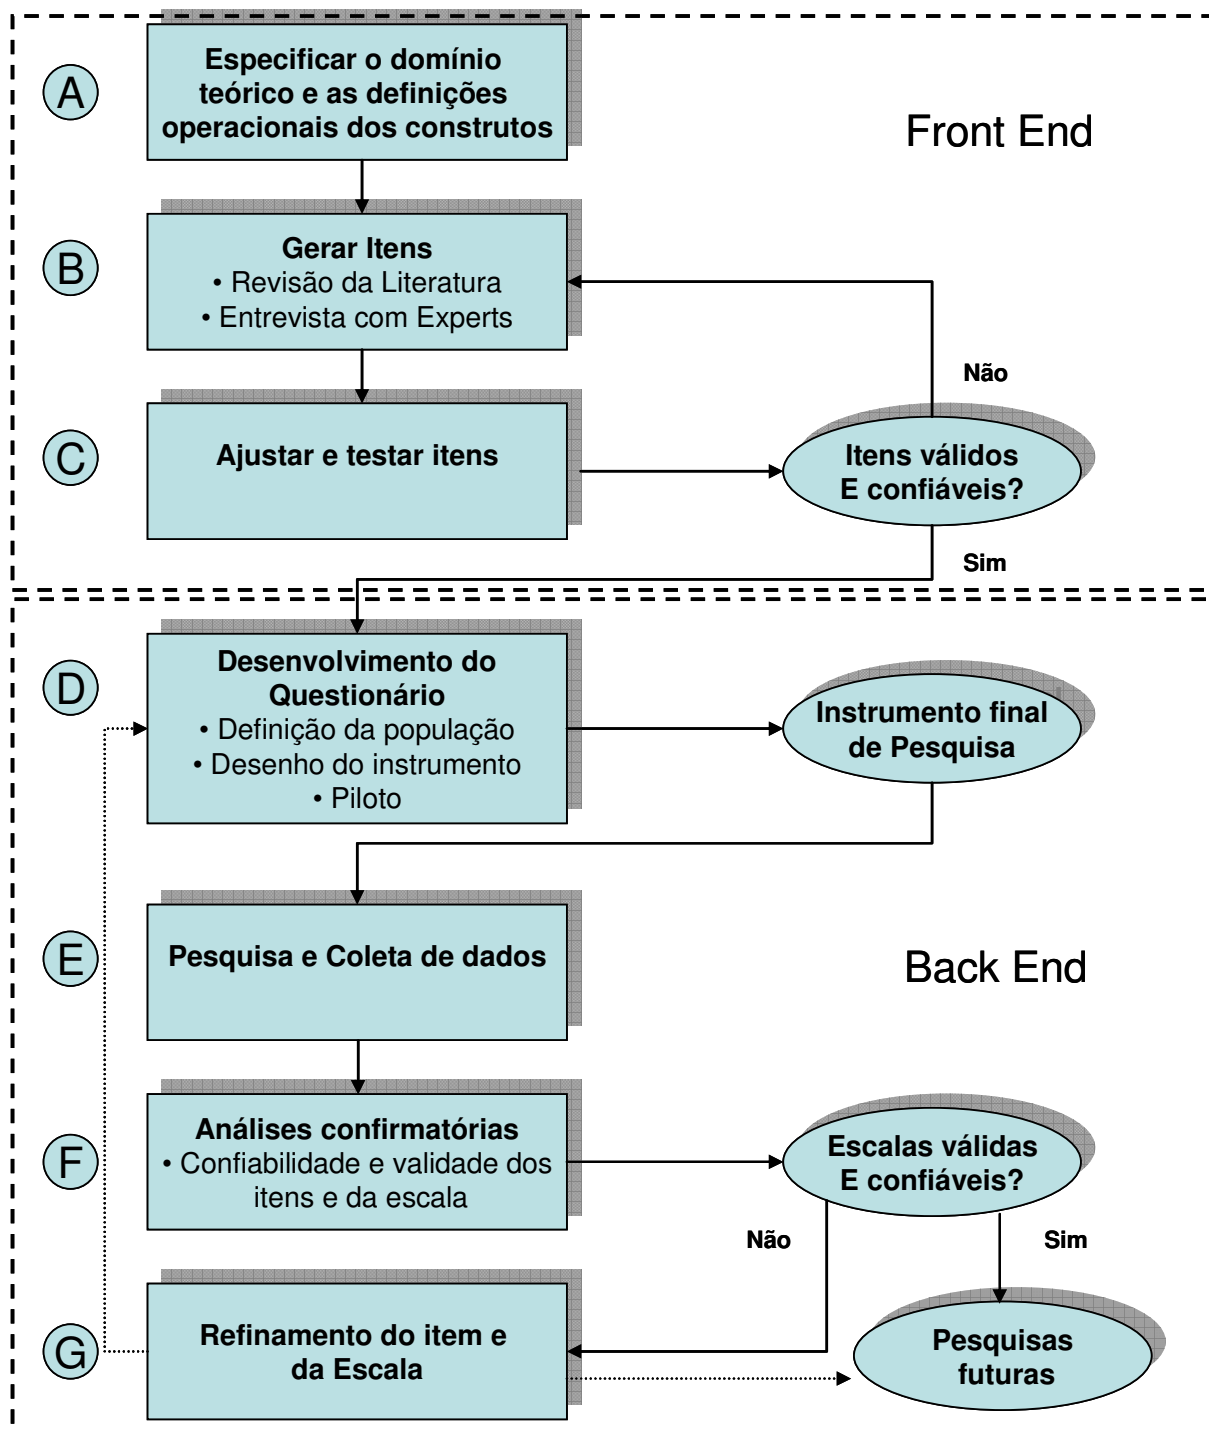 A
Especificar o domínio
teórico e as definições
operacionais dos construtos
Front End
B
Gerar Itens
• Revisão da Literatura
• Entrevista com Experts
Não
C
Ajustar e testar itens
Itens válidos
E confiáveis?
Sim
D
Desenvolvimento do
Questionário
• Definição da população
• Desenho do instrumento
• Piloto
Instrumento final
de Pesquisa
E
Pesquisa e Coleta de dados
Back End
F
Análises confirmatórias
• Confiabilidade e validade dos
itens e da escala
Escalas válidas
E confiáveis?
Não
Sim
G
Refinamento do item e
da Escala
Pesquisas
futuras